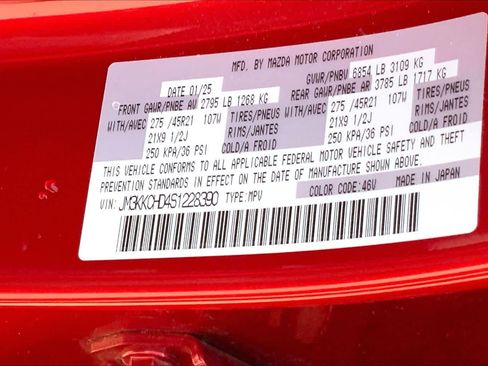 MFD. BY MAZDA MOTOR CORPORATION
DATE 01/25 GVWR/PNBV 6854 LB 3109 KG
FRONT GAWR/PNBE AV 2795 LB 1268 KG REAR GAWR/PNBE AR 3785 LB 1717 KG
WITH/AVEC 275 /45R21 107W TIRES/PNEUS WITH/AVEC 275 /45R21 107W TIRES/PNEUS
21X9 1/2J RIMS/JANTES 21X9 1/2J RIMS/JANTES
250 KPA/36 PSI COLD/A FROID 250 KPA/36 PSI COLD/A FROID
THIS VEHICLE CONFORMS TO ALL APPLICABLE FEDERAL MOTOR VEHICLE SAFETY AND THEFT
PREVENTION STANDARDS IN EFFECT ON THE DATE OF MANUFACTURE SHOWN ABOVE.
VIN: JM3KKCHD4S1228390 TYPE: MPV COLOR CODE:46V MADE IN JAPAN